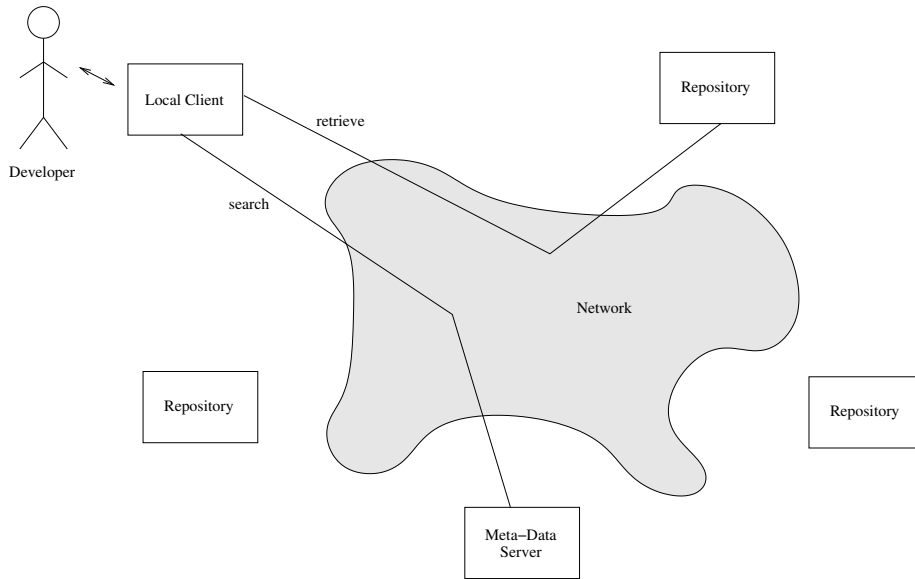 Local Client
Repository
retrieve
Developer
search
Network
Repository
Repository
Meta−Data
Server